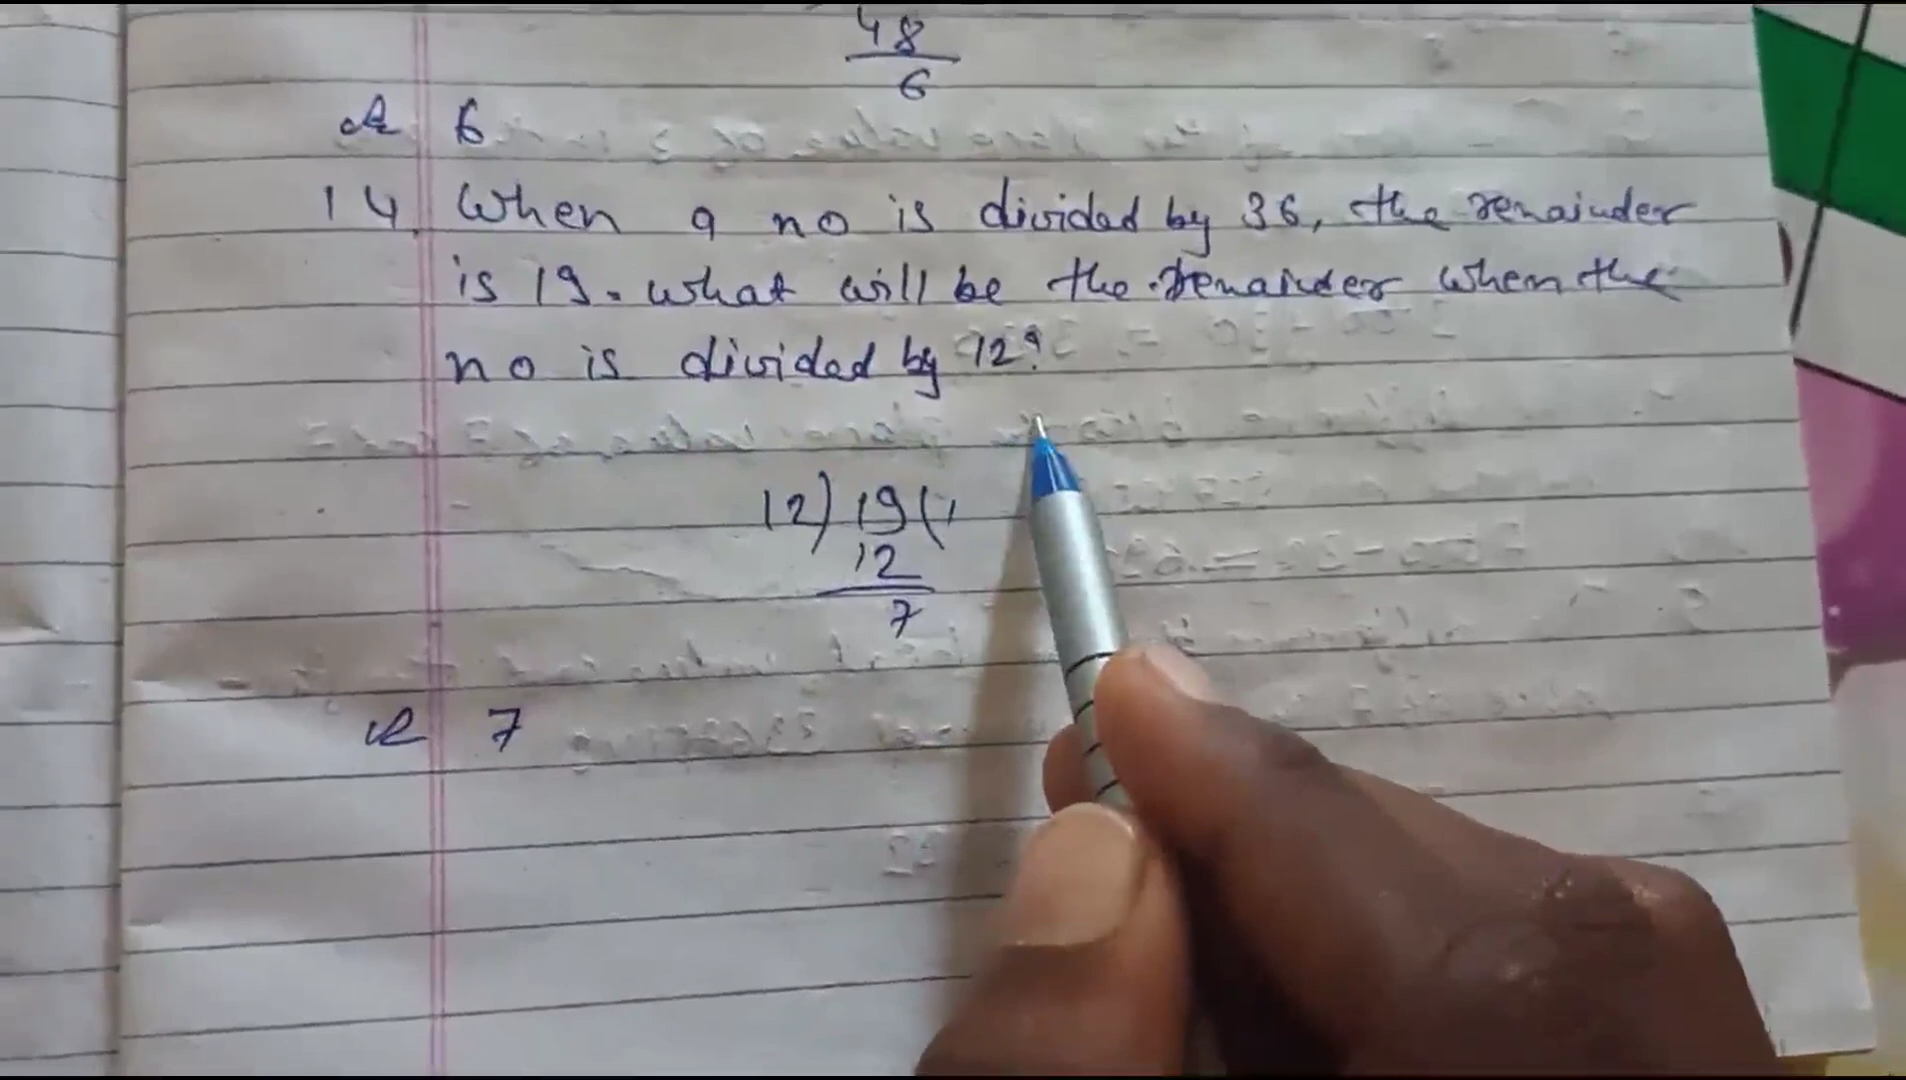 48
6
6
14. When a no is divided by 36, the remainder
is 19. what will be the remainder when the
no is divided by 12?
12) 19 (1
12
7
7